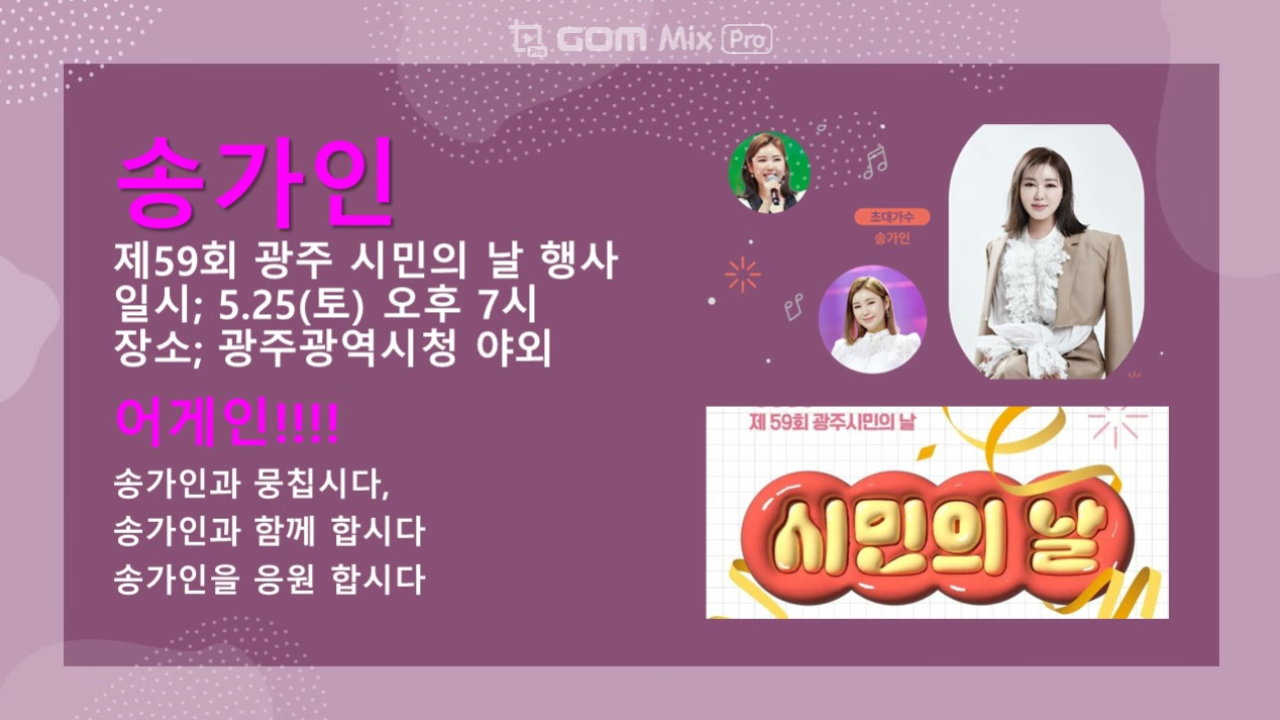 GOM Mix Pro
송가인
제59회 광주 시민의 날 행사
일시; 5.25(토) 오후 7시
장소; 광주광역시청 야외
어게인!!!!
송가인과 뭉칩시다,
송가인과 함께 합시다
송가인을 응원 합시다
초대가수
송가인
제 59회 광주시민의 날
시민의 날